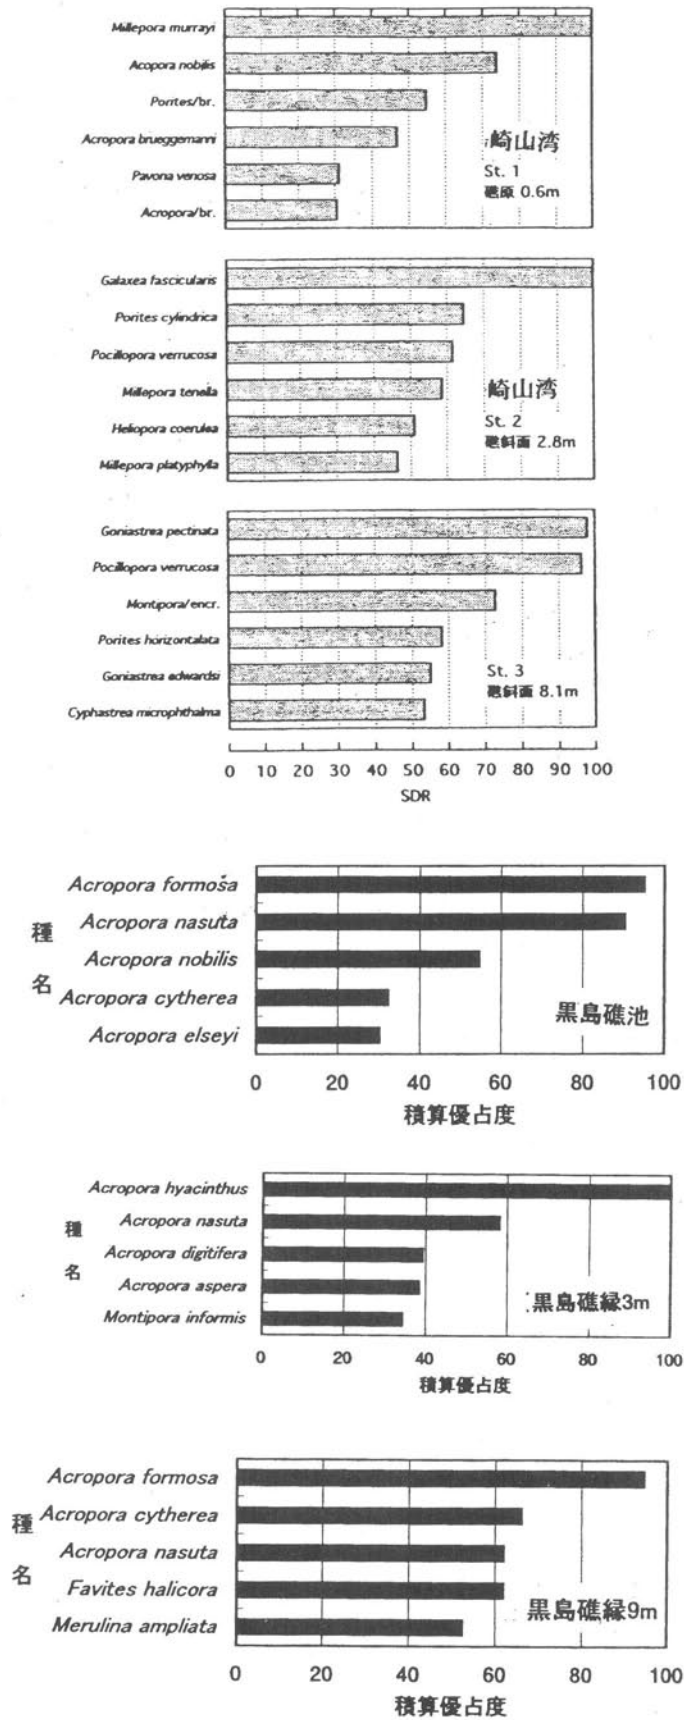 Millepora murrayi
Acopora nobilis
Porites/br.
Acropora brueggemanni
Pavona venosa
Acropora/br.
崎山湾
St. 1
礁原 0.6m
Galaxea fascicularis
Porites cylindrica
Pocillopora verrucosa
Millepora tenella
Heliopora coerulea
Millepora platyphylla
崎山湾
St. 2
礁斜面 2.8m
Goniastrea pectinata
Pocillopora verrucosa
Montipora/encr.
Porites horizontalata
Goniastrea edwardsi
Cyphastrea microphthalma
St. 3
礁斜面 8.1m
0 10 20 30 40 50 60 70 80 90 100
SDR
種名
Acropora formosa
Acropora nasuta
Acropora nobilis
Acropora cytherea
Acropora elseyi
黒島礁池
0 20 40 60 80 100
積算優占度
種名
Acropora hyacinthus
Acropora nasuta
Acropora digitifera
Acropora aspera
Montipora informis
黒島礁縁3m
0 20 40 60 80 100
積算優占度
種名
Acropora formosa
Acropora cytherea
Acropora nasuta
Favites halicora
Merulina ampliata
黒島礁縁9m
0 20 40 60 80 100
積算優占度